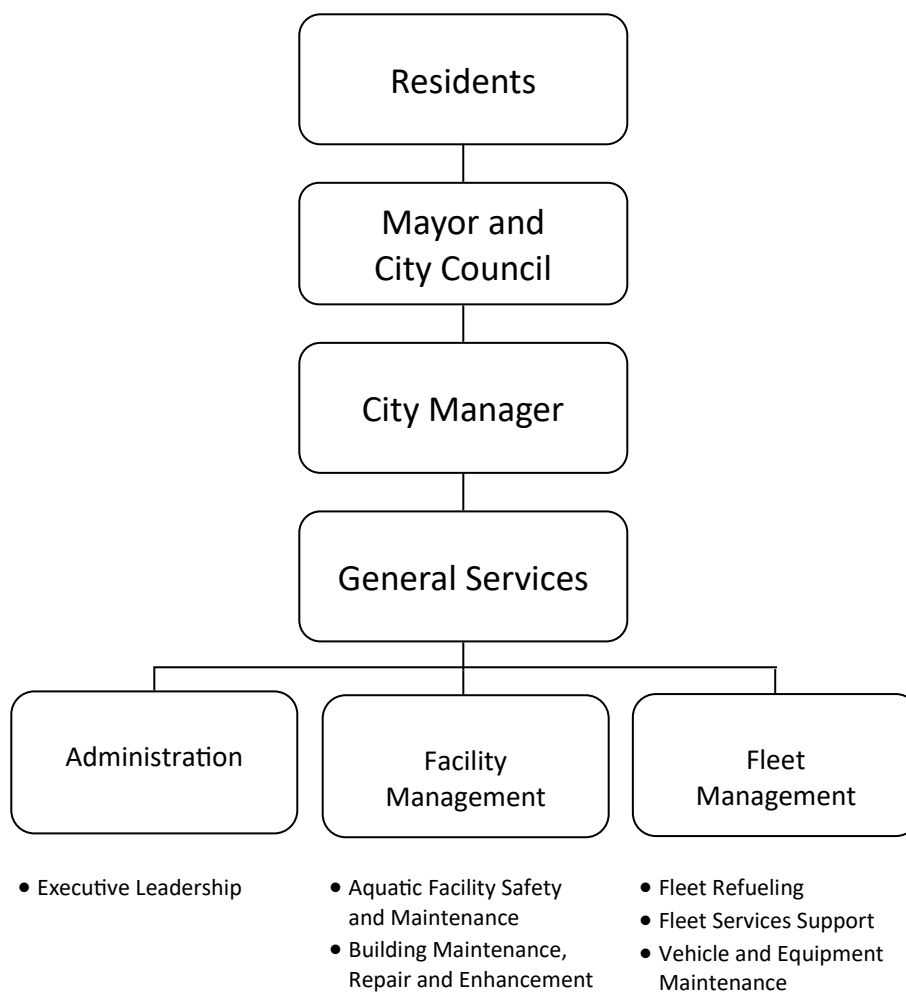 Residents
Mayor and
City Council
City Manager
General Services
Administration
Facility
Management
Fleet
Management
• Executive Leadership
• Aquatic Facility Safety
and Maintenance
• Building Maintenance,
Repair and Enhancement
• Fleet Refueling
• Fleet Services Support
• Vehicle and Equipment
Maintenance